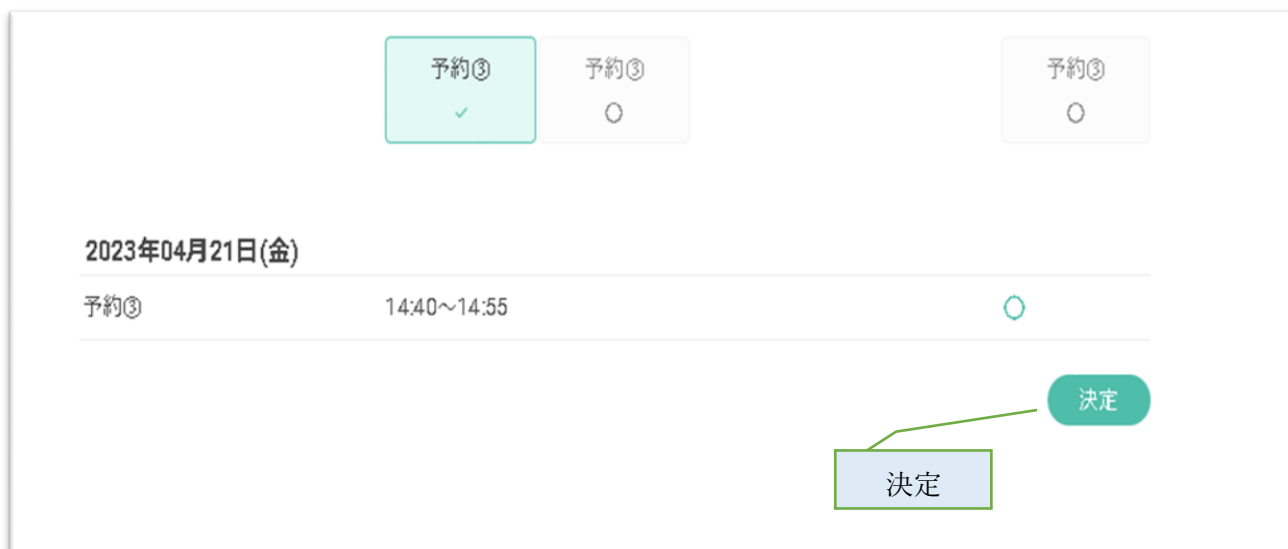 予約③ 予約③ 予約③
✓ ○ ○
2023年04月21日(金)
予約③ 14:40～14:55 ○
決定
決定